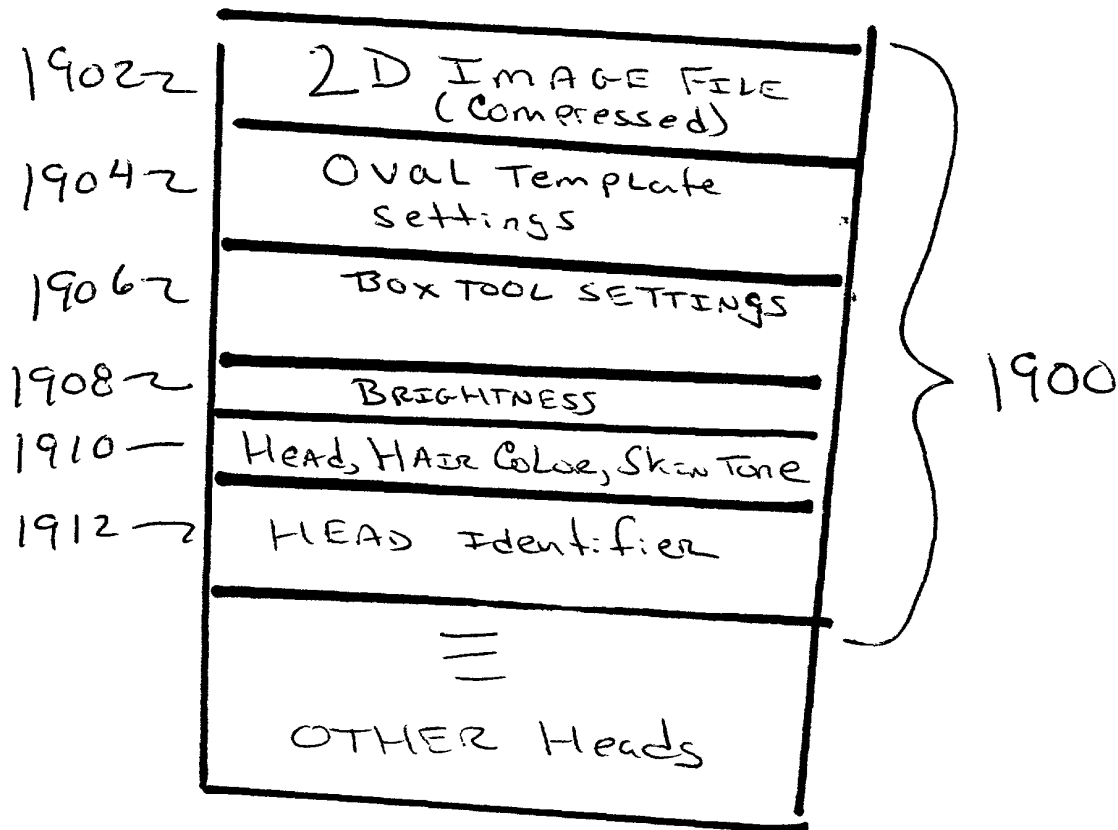 1902 2D IMAGE FILE
(Compressed)
1904 Oval Template
settings
1906 BOX TOOL SETTINGS
1908 BRIGHTNESS
1910 Head, HAIR Color, Skin Tone
1912 HEAD Identifier
1900
OTHER Heads